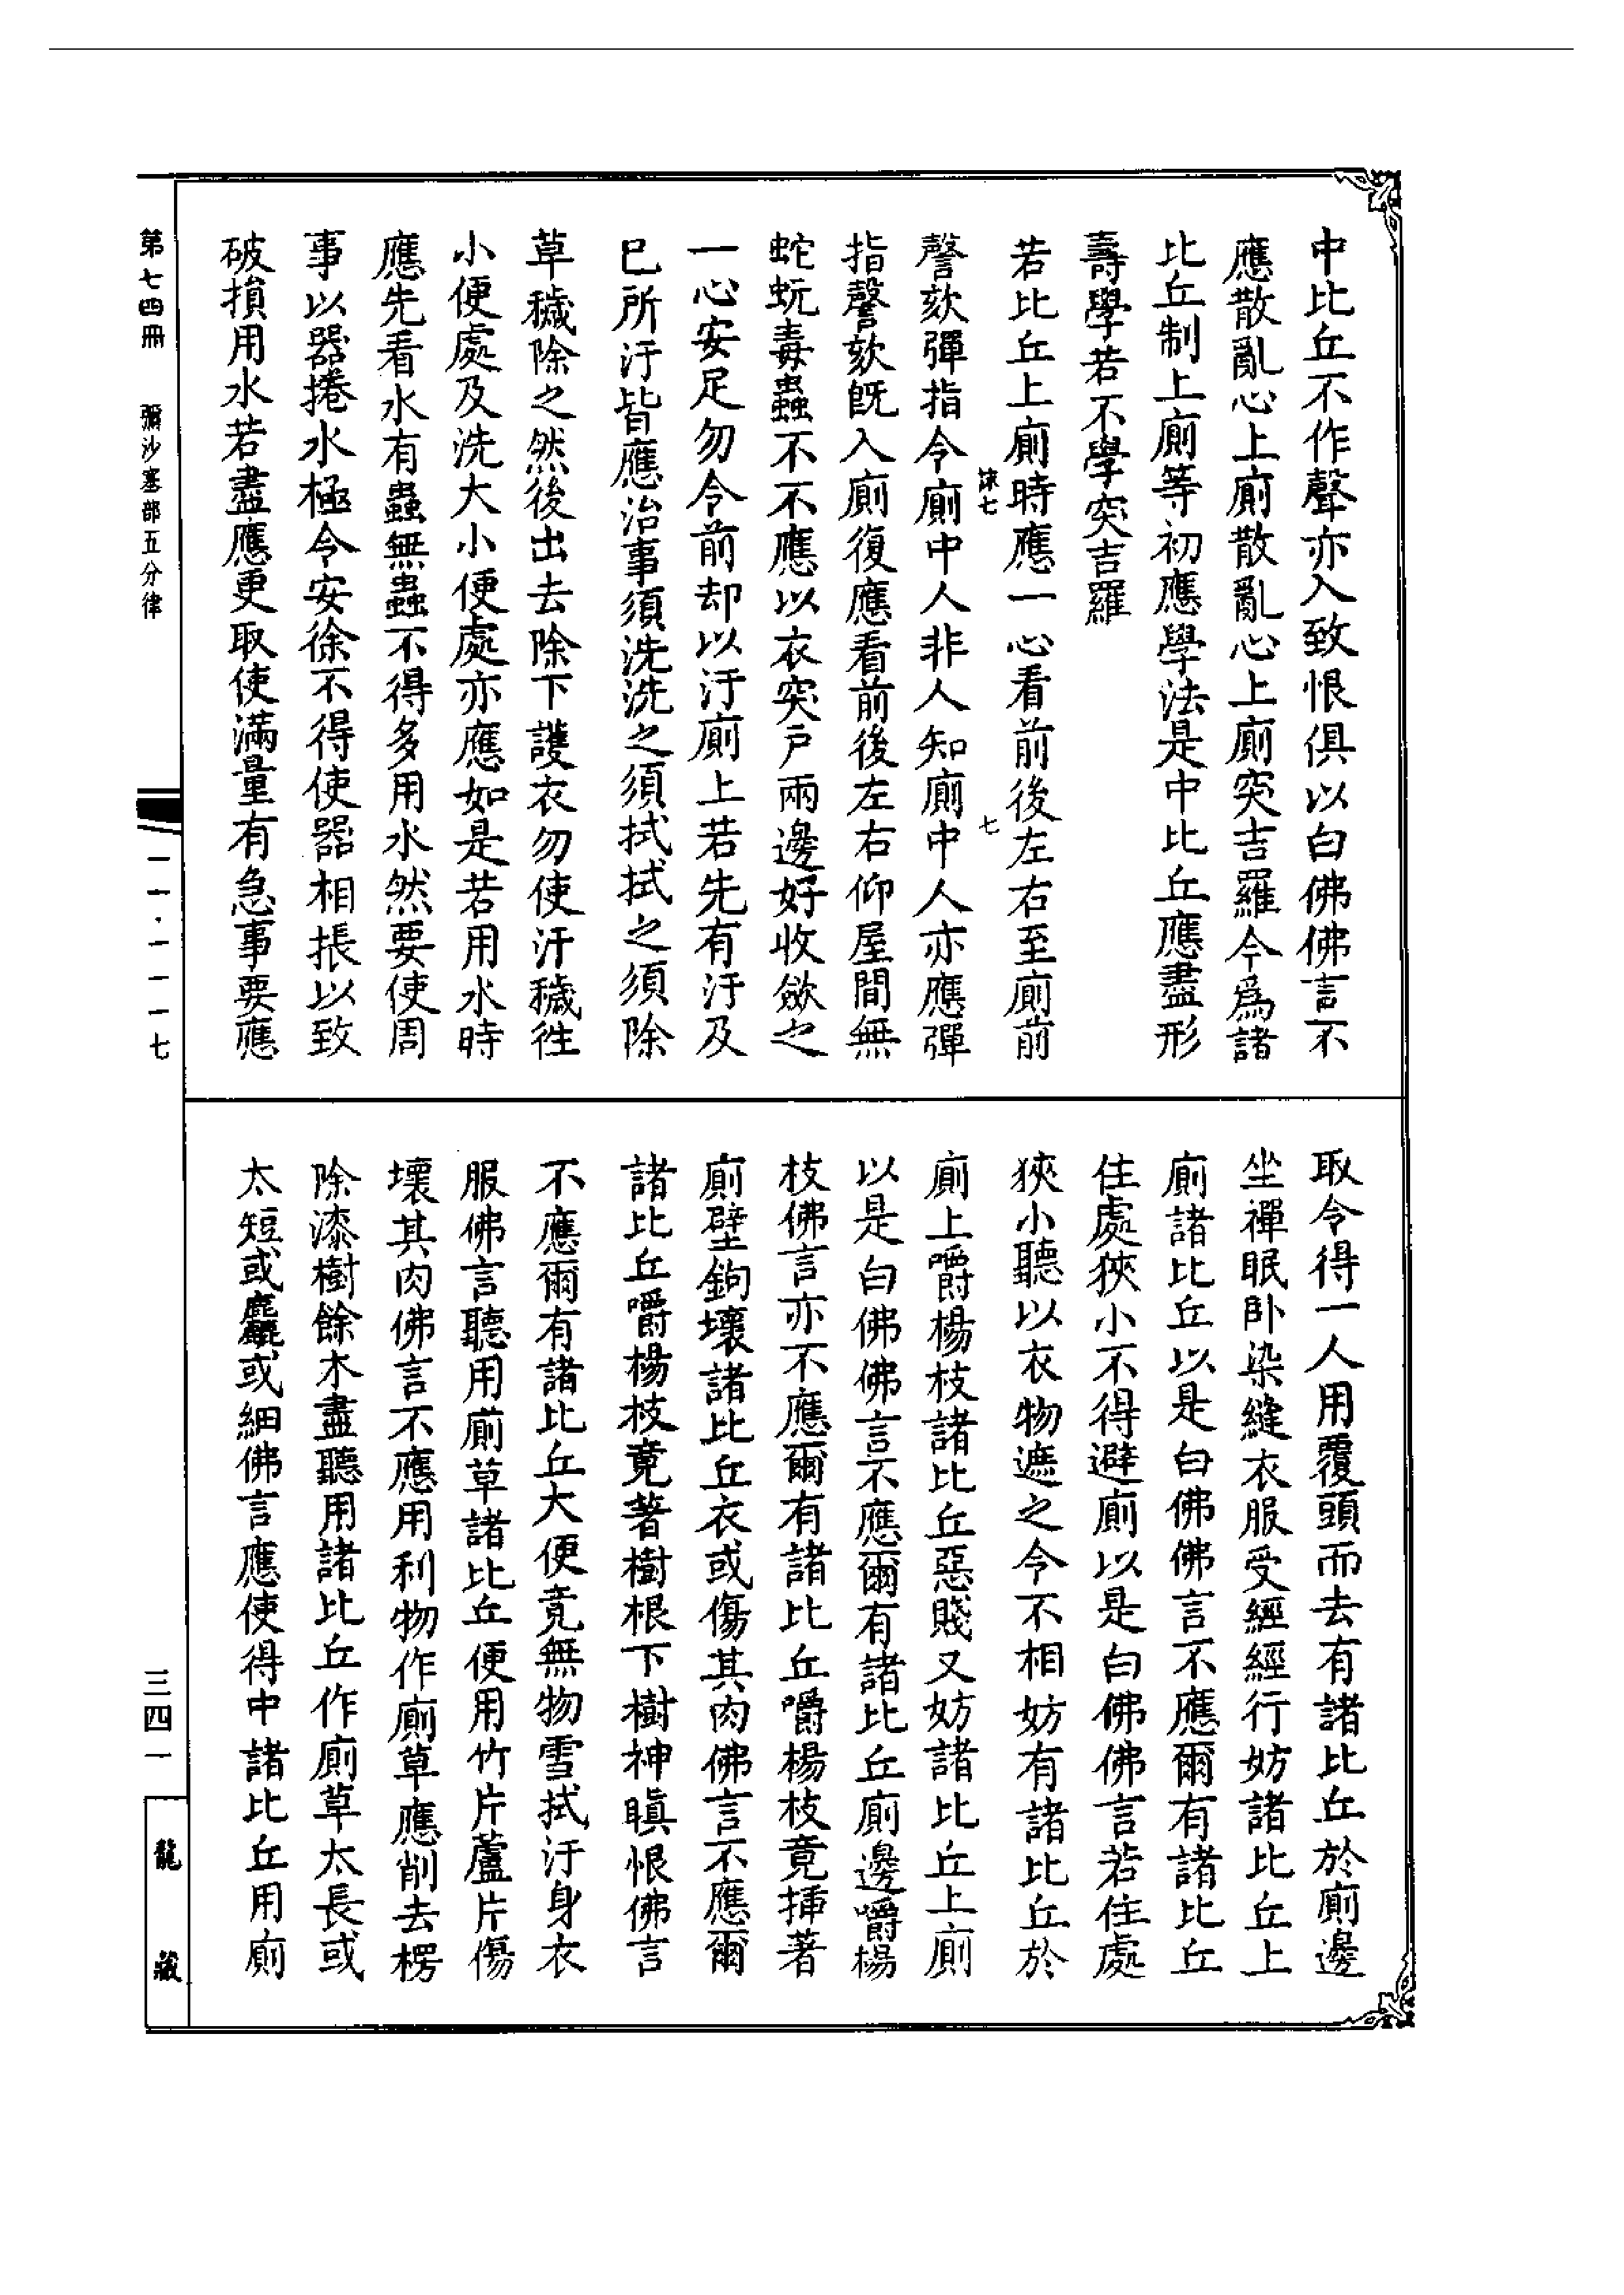 中比丘不作聲亦入致恨俱以白佛佛言不
應散亂心上廁散亂心上廁突吉羅今爲諸
比丘制上廁等初應學法是中比丘應盡形
壽學若不學突吉羅
若比丘上廁時應一心看前後左右至廁前
謦欬彈指令廁中人非人知廁中人亦應彈
指謦欬旣入廁復應看前後左右仰屋間無
蛇蚖毒蟲不不應以衣突戶兩邊好收斂之
一心安足勿令前却以汙廁上若先有汙及
巳所汙皆應治事須洗洗之須拭拭之須除
草穢除之然後出去除下護衣勿使汙穢徃
小便處及洗大小便處亦應如是若用水時
應先看水有蟲無蟲不得多用水然要使周
事以器捲水極令安徐不得使器相掁以致
破損用水若盡應更取使滿量有急事要應
七
取令得一人用覆頭而去有諸比丘於廁邊
坐禪眠臥染縫衣服受經經行妨諸比丘上
廁諸比丘以是白佛佛言不應爾有諸比丘
住處狹小不得避廁以是白佛佛言若住處
狹小聽以衣物遮之令不相妨有諸比丘於
廁上嚼楊枝諸比丘惡賤又妨諸比丘上廁
以是白佛佛言不應爾有諸比丘廁邊嚼楊
枝佛言亦不應爾有諸比丘嚼楊枝竟揷著
廁壁鉤壞諸比丘衣或傷其肉佛言不應爾
諸比丘嚼楊枝竟著樹根下樹神瞋恨佛言
不應爾有諸比丘大便竟無物雪拭汙身衣
服佛言聽用廁草諸比丘便用竹片蘆片傷
壞其肉佛言不應用利物作廁草應削去楞
除漆樹餘木盡聽用諸比丘作廁草太長或
太短或麤或細佛言應使得中諸比丘用廁
第七四冊　彌沙塞部五分律
一一·一一一七
三四一
龍藏